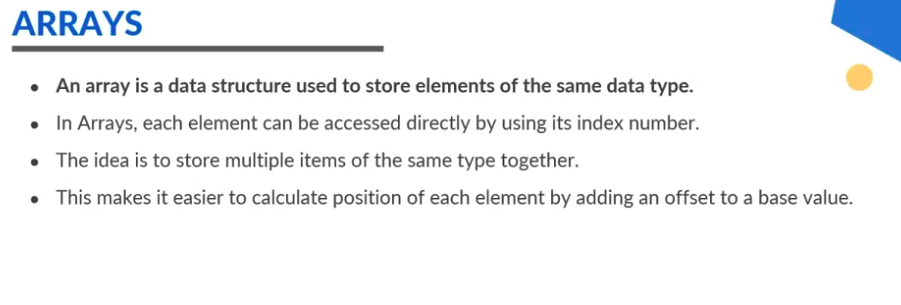 ARRAYS
• An array is a data structure used to store elements of the same data type.
• In Arrays, each element can be accessed directly by using its index number.
• The idea is to store multiple items of the same type together.
• This makes it easier to calculate position of each element by adding an offset to a base value.